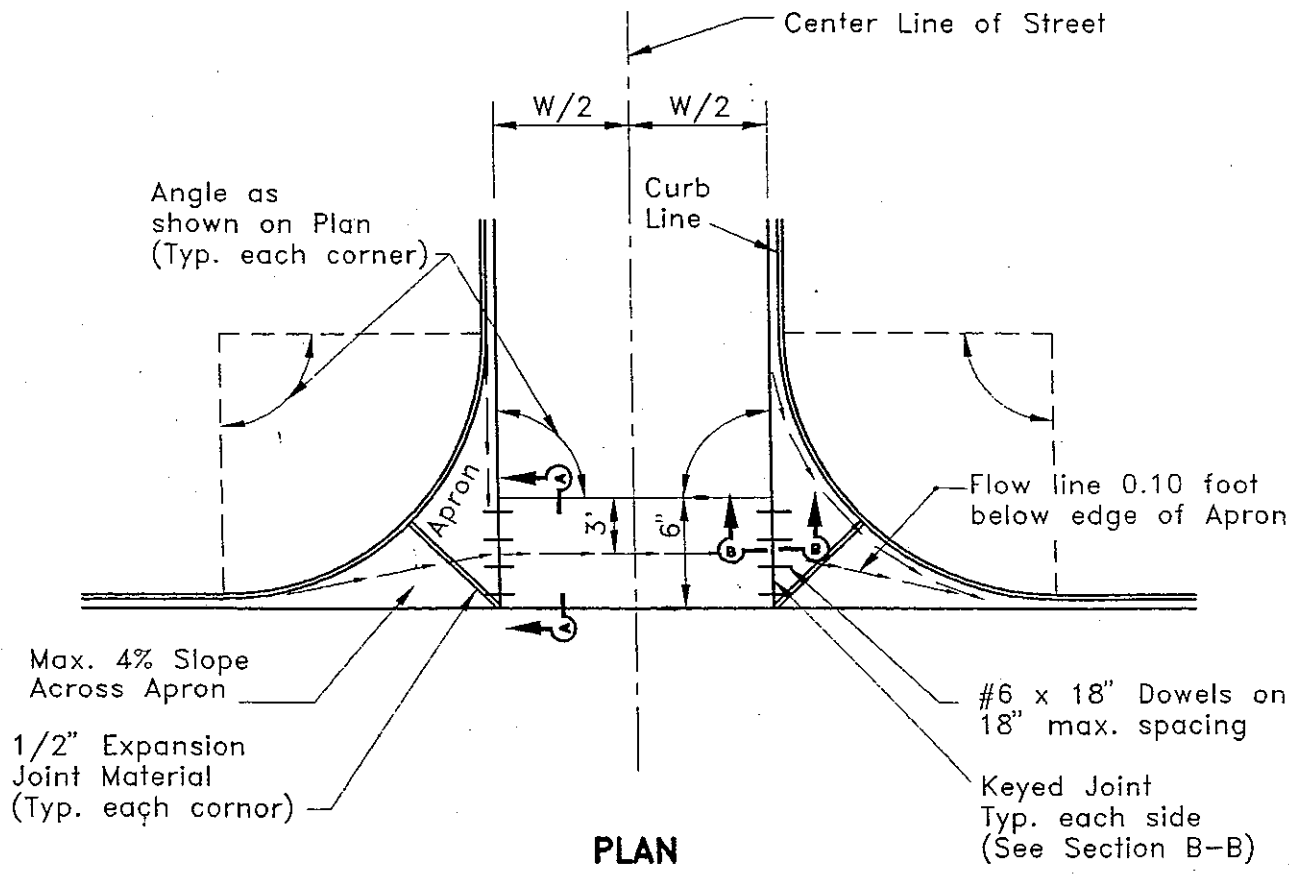 Center Line of Street
W/2
W/2
Angle as
shown on Plan
(Typ. each corner)
Curb
Line
Apron
A
3'
6"
B
B
Flow line 0.10 foot
below edge of Apron
A
Max. 4% Slope
Across Apron
#6 x 18" Dowels on
18" max. spacing
1/2" Expansion
Joint Material
(Typ. each cornor)
Keyed Joint
Typ. each side
(See Section B-B)
PLAN